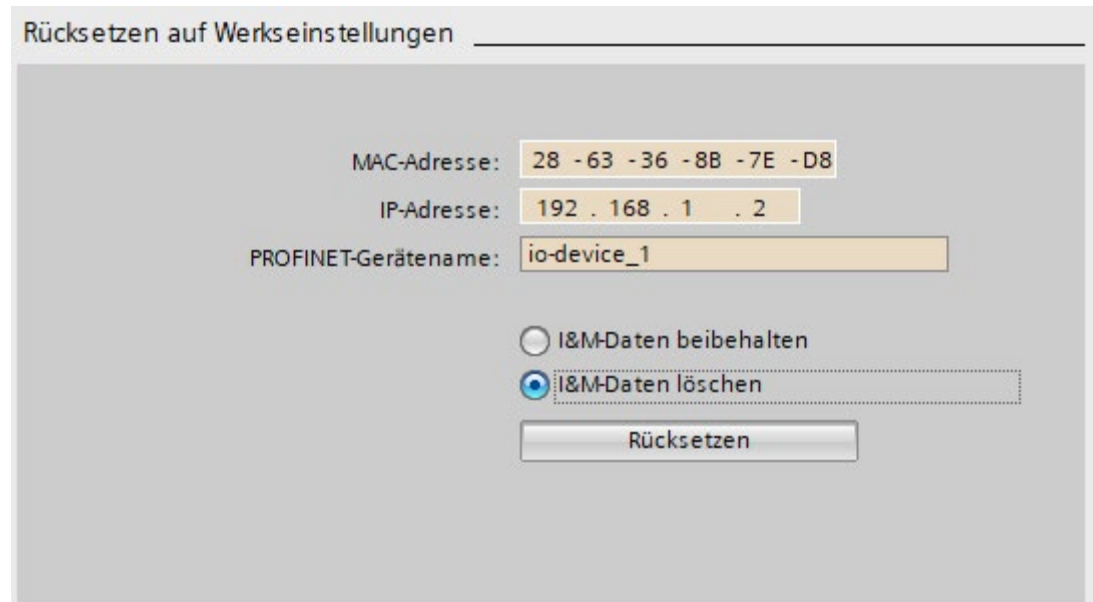 Rücksetzen auf Werkseinstellungen
MAC-Adresse: 28 -63 -36 -8B -7E -D8
IP-Adresse: 192 . 168 . 1 . 2
PROFINET-Gerätename: io-device_1
I&M-Daten beibehalten
I&M-Daten löschen
Rücksetzen